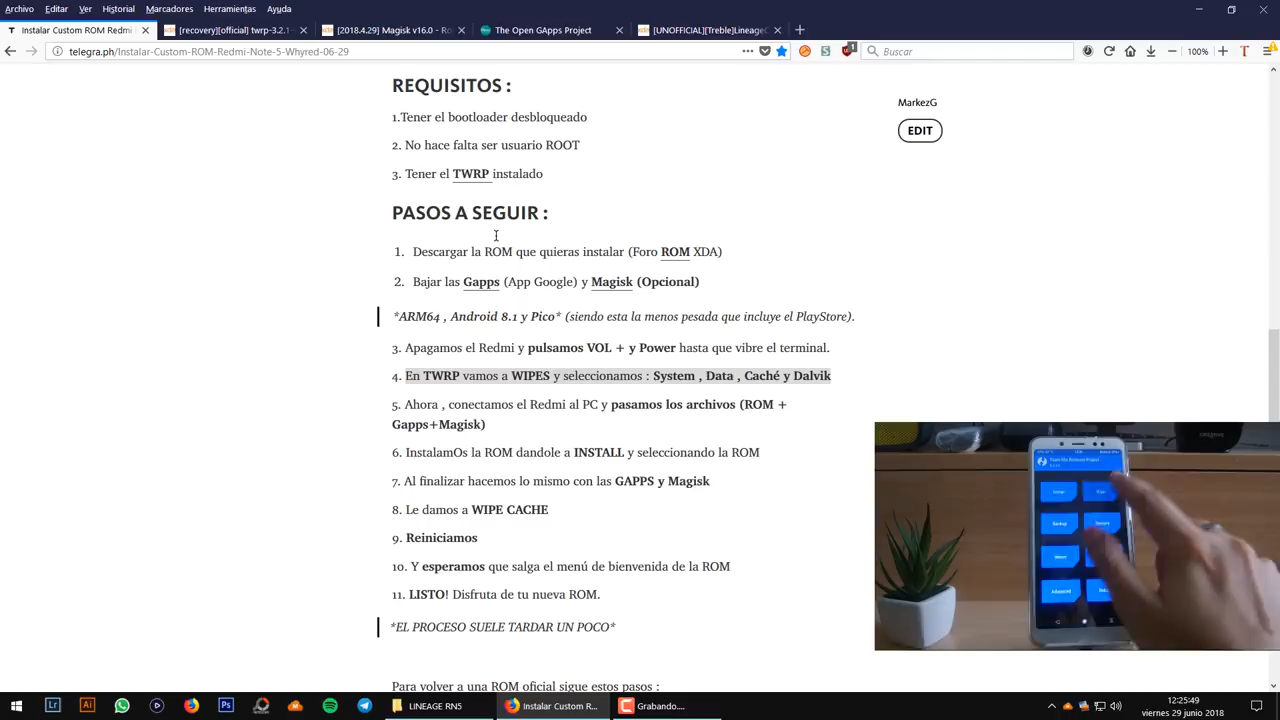 Archivo Editar Ver Historial Marcadores Herramientas Ayuda
Instalar Custom ROM Redmi
[recovery][official] twrp-3.2.1-
[2018.4.29] Magisk v16.0 - Ro
The Open GApps Project
[UNOFFICIAL][Treble]LineageO
telegra.ph/Instalar-Custom-ROM-Redmi-Note-5-Whyred-06-29
Buscar
100%
REQUISITOS :
MarkezG
1.Tener el bootloader desbloqueado
EDIT
2. No hace falta ser usuario ROOT
3. Tener el TWRP instalado
PASOS A SEGUIR :
1. Descargar la ROM que quieras instalar (Foro ROM XDA)
2. Bajar las Gapps (App Google) y Magisk (Opcional)
*ARM64 , Android 8.1 y Pico* (siendo esta la menos pesada que incluye el PlayStore).
3. Apagamos el Redmi y pulsamos VOL + y Power hasta que vibre el terminal.
4. En TWRP vamos a WIPES y seleccionamos : System , Data , Caché y Dalvik
5. Ahora , conectamos el Redmi al PC y pasamos los archivos (ROM +
Gapps+Magisk)
6. InstalamOs la ROM dandole a INSTALL y seleccionando la ROM
7. Al finalizar hacemos lo mismo con las GAPPS y Magisk
8. Le damos a WIPE CACHE
9. Reiniciamos
10. Y esperamos que salga el menú de bienvenida de la ROM
11. LISTO! Disfruta de tu nueva ROM.
*EL PROCESO SUELE TARDAR UN POCO*
Para volver a una ROM oficial sigue estos pasos :
Install
Backup
Restore
Mount
Advanced
LINEAGE RN5
Instalar Custom R...
Grabando....
12:25:49
viernes 29 junio 2018